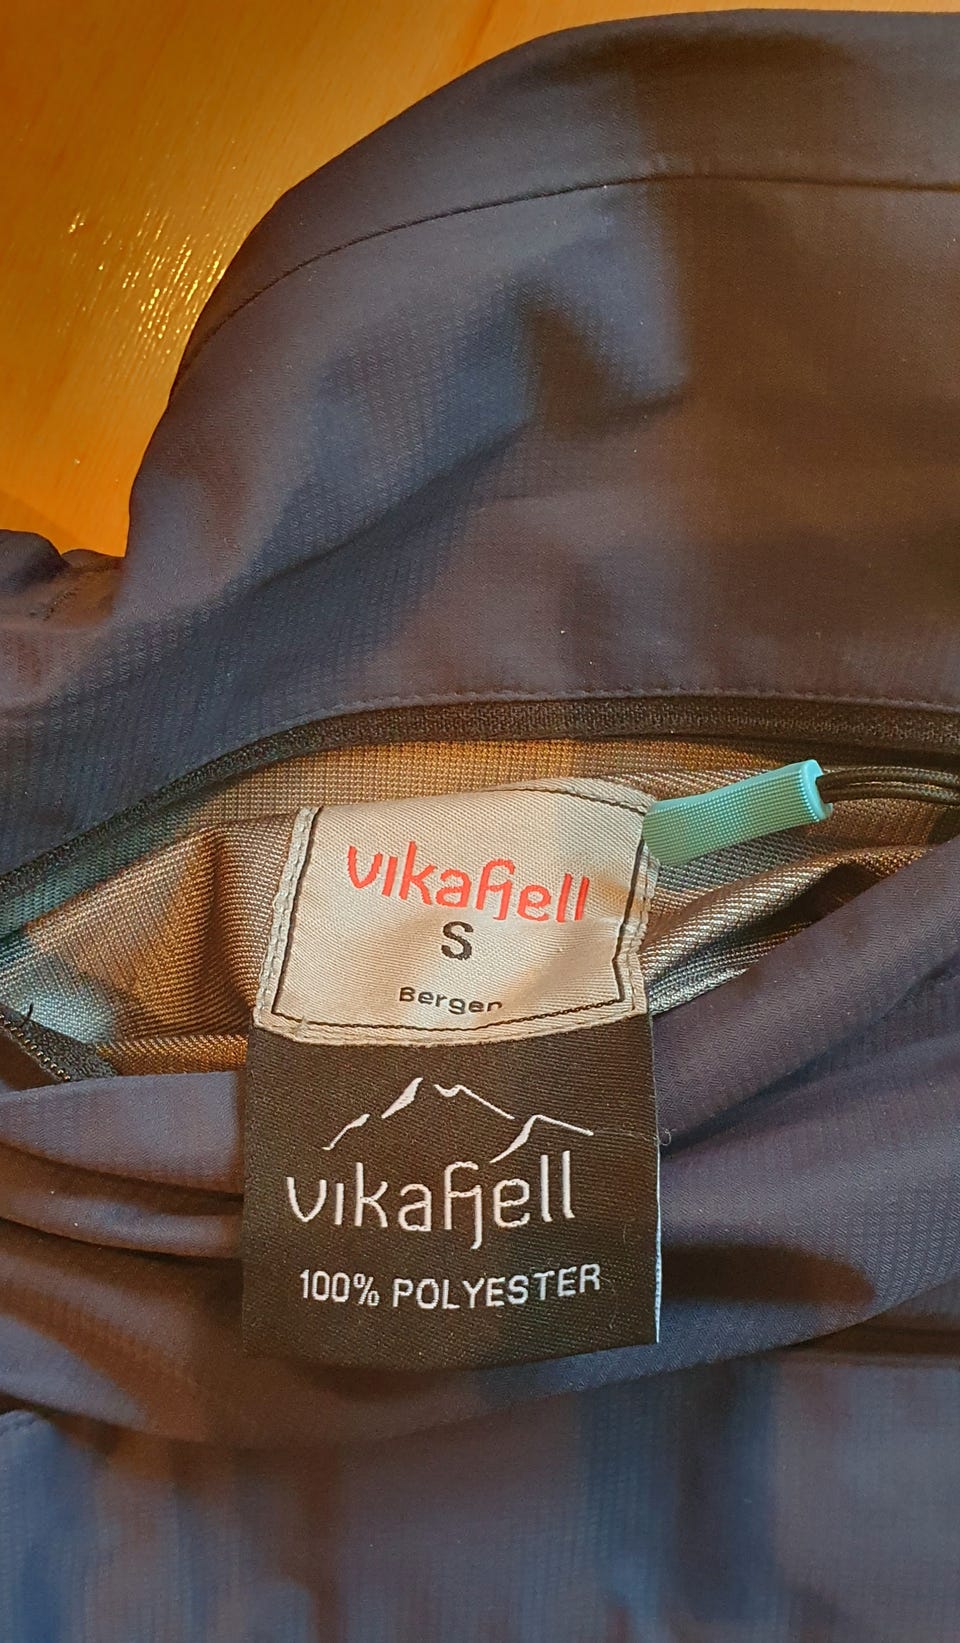 vikafjell
S
Bergen
vikafjell
100% POLYESTER